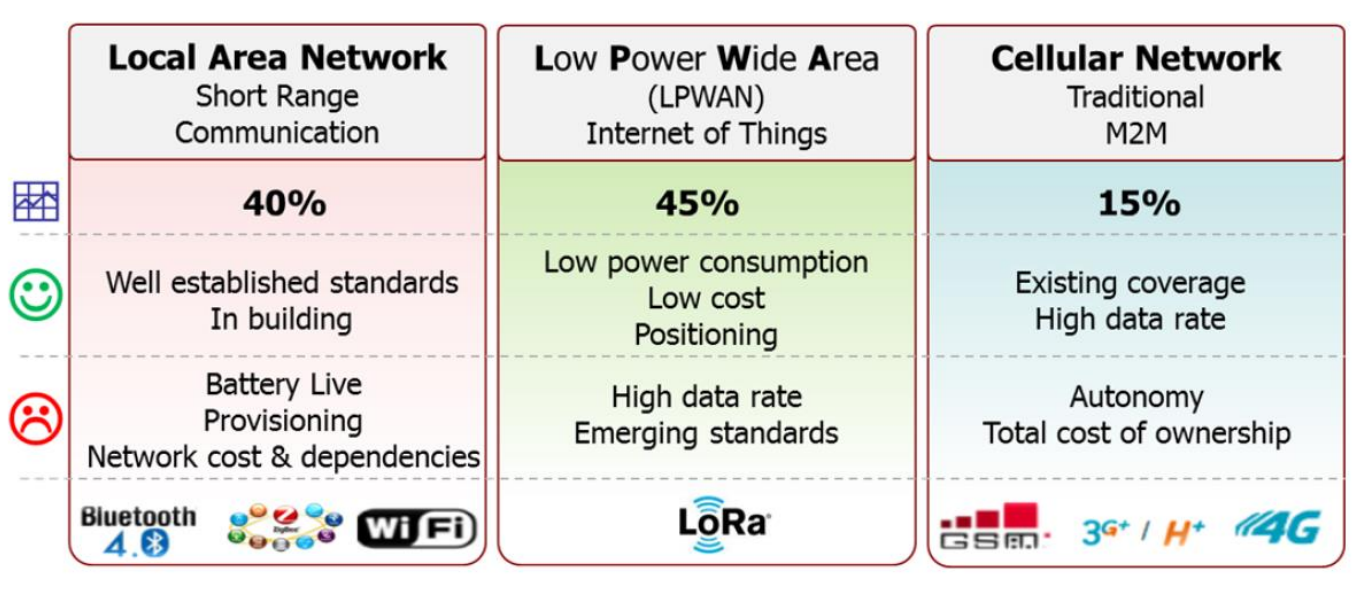 Local Area Network
Short Range
Communication
Low Power Wide Area
(LPWAN)
Internet of Things
Cellular Network
Traditional
M2M
40%
45%
15%
Well established standards
In building
Low power consumption
Low cost
Positioning
Existing coverage
High data rate
Battery Live
Provisioning
Network cost & dependencies
High data rate
Emerging standards
Autonomy
Total cost of ownership
Bluetooth
4.0
ZigBee
Wi Fi
LoRa
GSM
3G+ / H+
4G